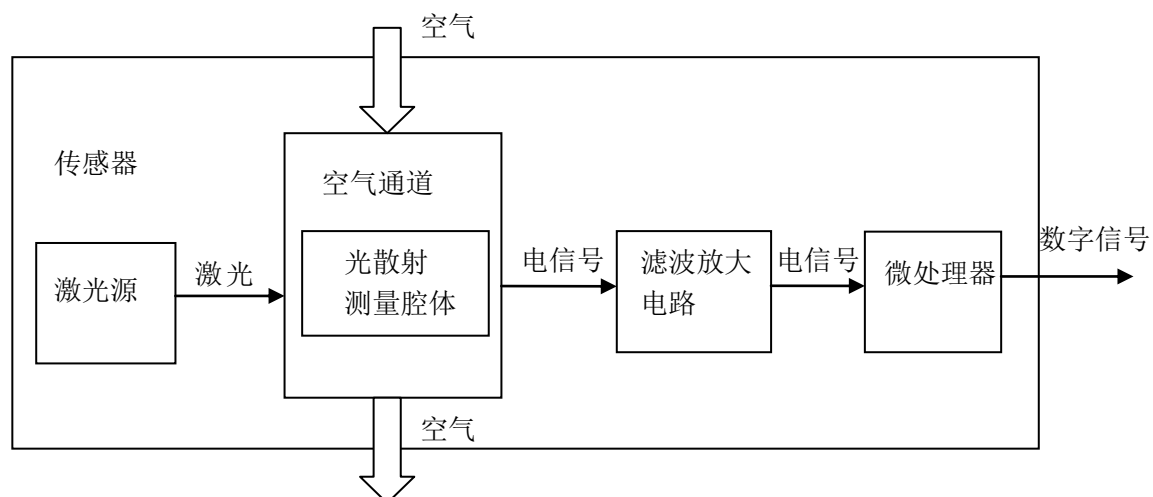 空气
传感器
空气通道
激光源
激光
光散射
测量腔体
电信号
滤波放大
电路
电信号
微处理器
数字信号
空气